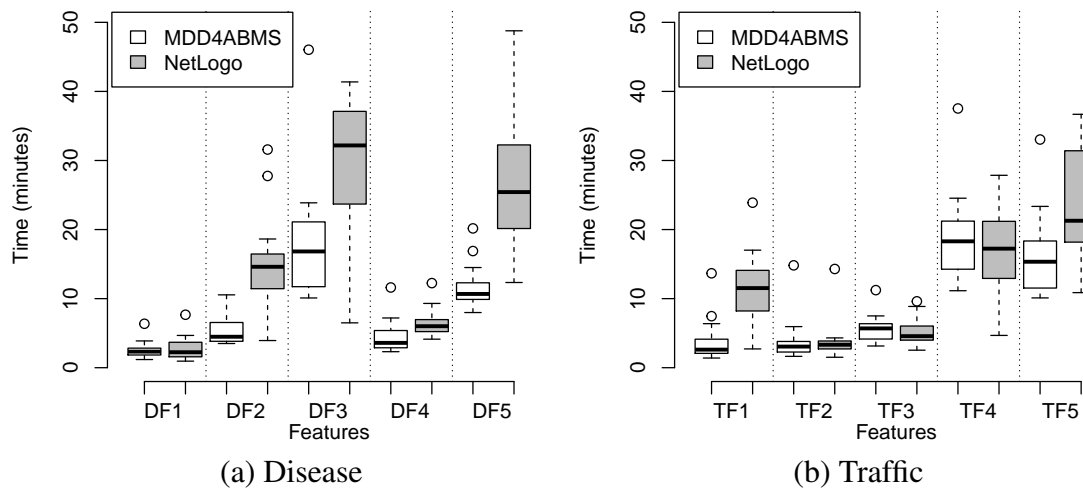 50
40
30
20
10
0
Time (minutes)
MDD4ABMS
NetLogo
DF1 DF2 DF3 DF4 DF5
Features
(a) Disease
50
40
30
20
10
0
Time (minutes)
MDD4ABMS
NetLogo
TF1 TF2 TF3 TF4 TF5
Features
(b) Traffic